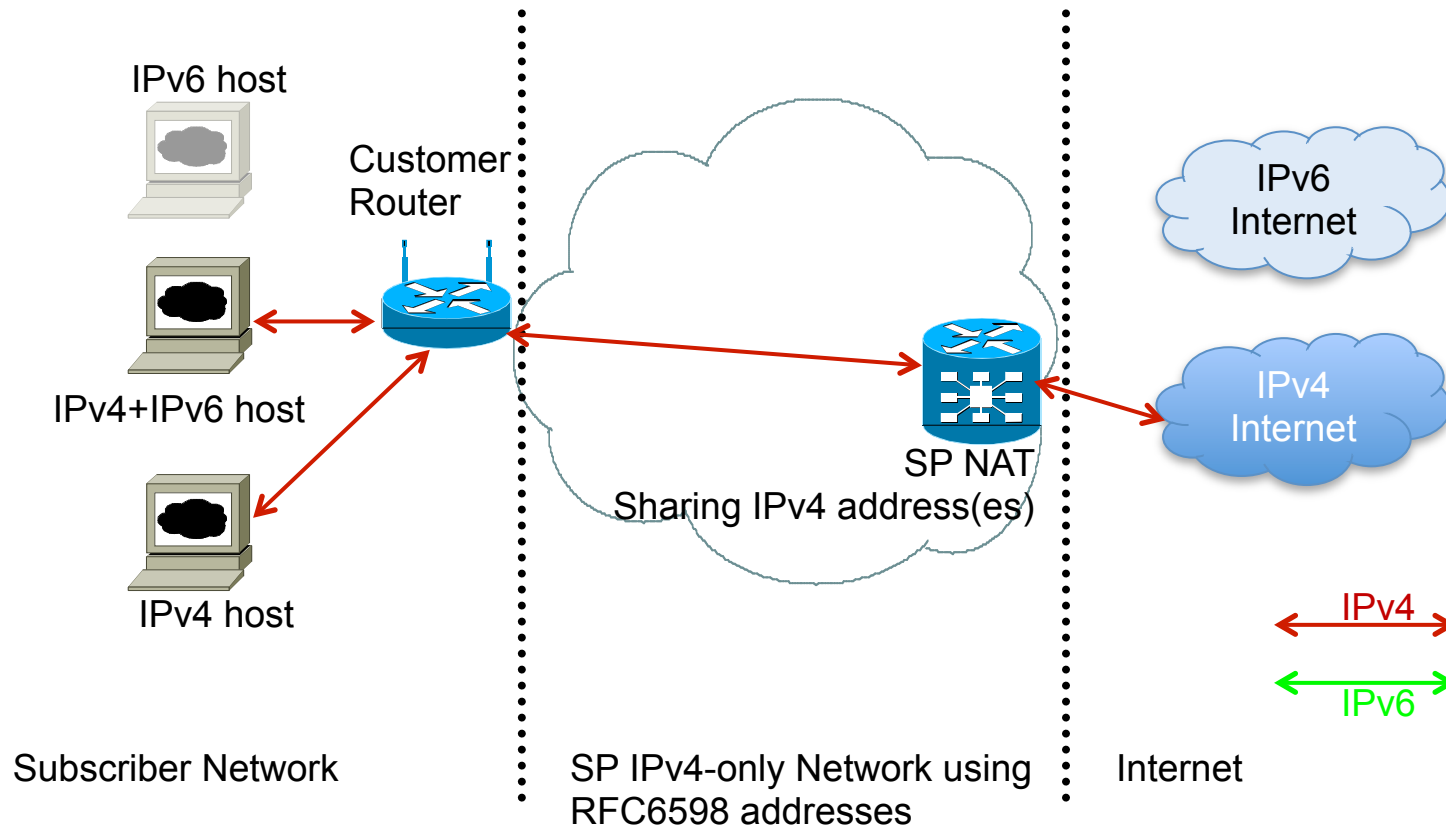 IPv6 host
Customer
Router
IPv4+IPv6 host
IPv4 host
SP NAT
Sharing IPv4 address(es)
IPv6
Internet
IPv4
Internet
IPv4
IPv6
Subscriber Network
SP IPv4-only Network using
RFC6598 addresses
Internet